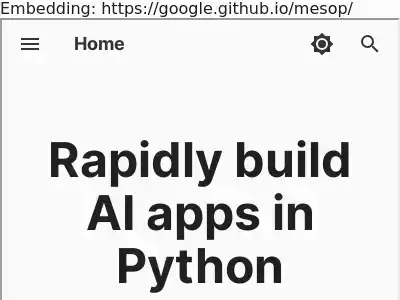 Embedding: https://google.github.io/mesop/
Home
Rapidly build
AI apps in
Python